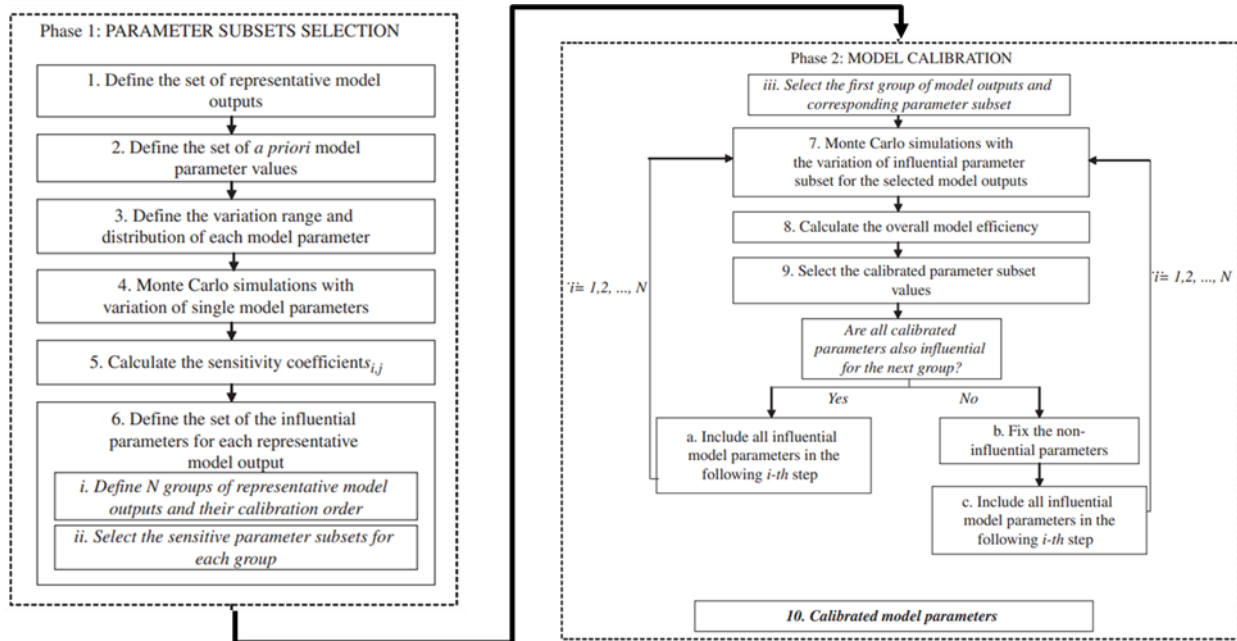 Phase 1: PARAMETER SUBSETS SELECTION
1. Define the set of representative model
outputs
2. Define the set of a priori model
parameter values
3. Define the variation range and
distribution of each model parameter
4. Monte Carlo simulations with
variation of single model parameters
5. Calculate the sensitivity coefficientsi,j
6. Define the set of the influential
parameters for each representative
model output
i. Define N groups of representative model
outputs and their calibration order
ii. Select the sensitive parameter subsets for
each group
Phase 2: MODEL CALIBRATION
iii. Select the first group of model outputs and
corresponding parameter subset
7. Monte Carlo simulations with
the variation of influential parameter
subset for the selected model outputs
8. Calculate the overall model efficiency
9. Select the calibrated parameter subset
values
i= 1,2, ..., N
i= 1,2, ..., N
Are all calibrated
parameters also influential
for the next group?
Yes
No
a. Include all influential
model parameters in the
following i-th step
b. Fix the non-
influential parameters
c. Include all influential
model parameters in the
following i-th step
10. Calibrated model parameters